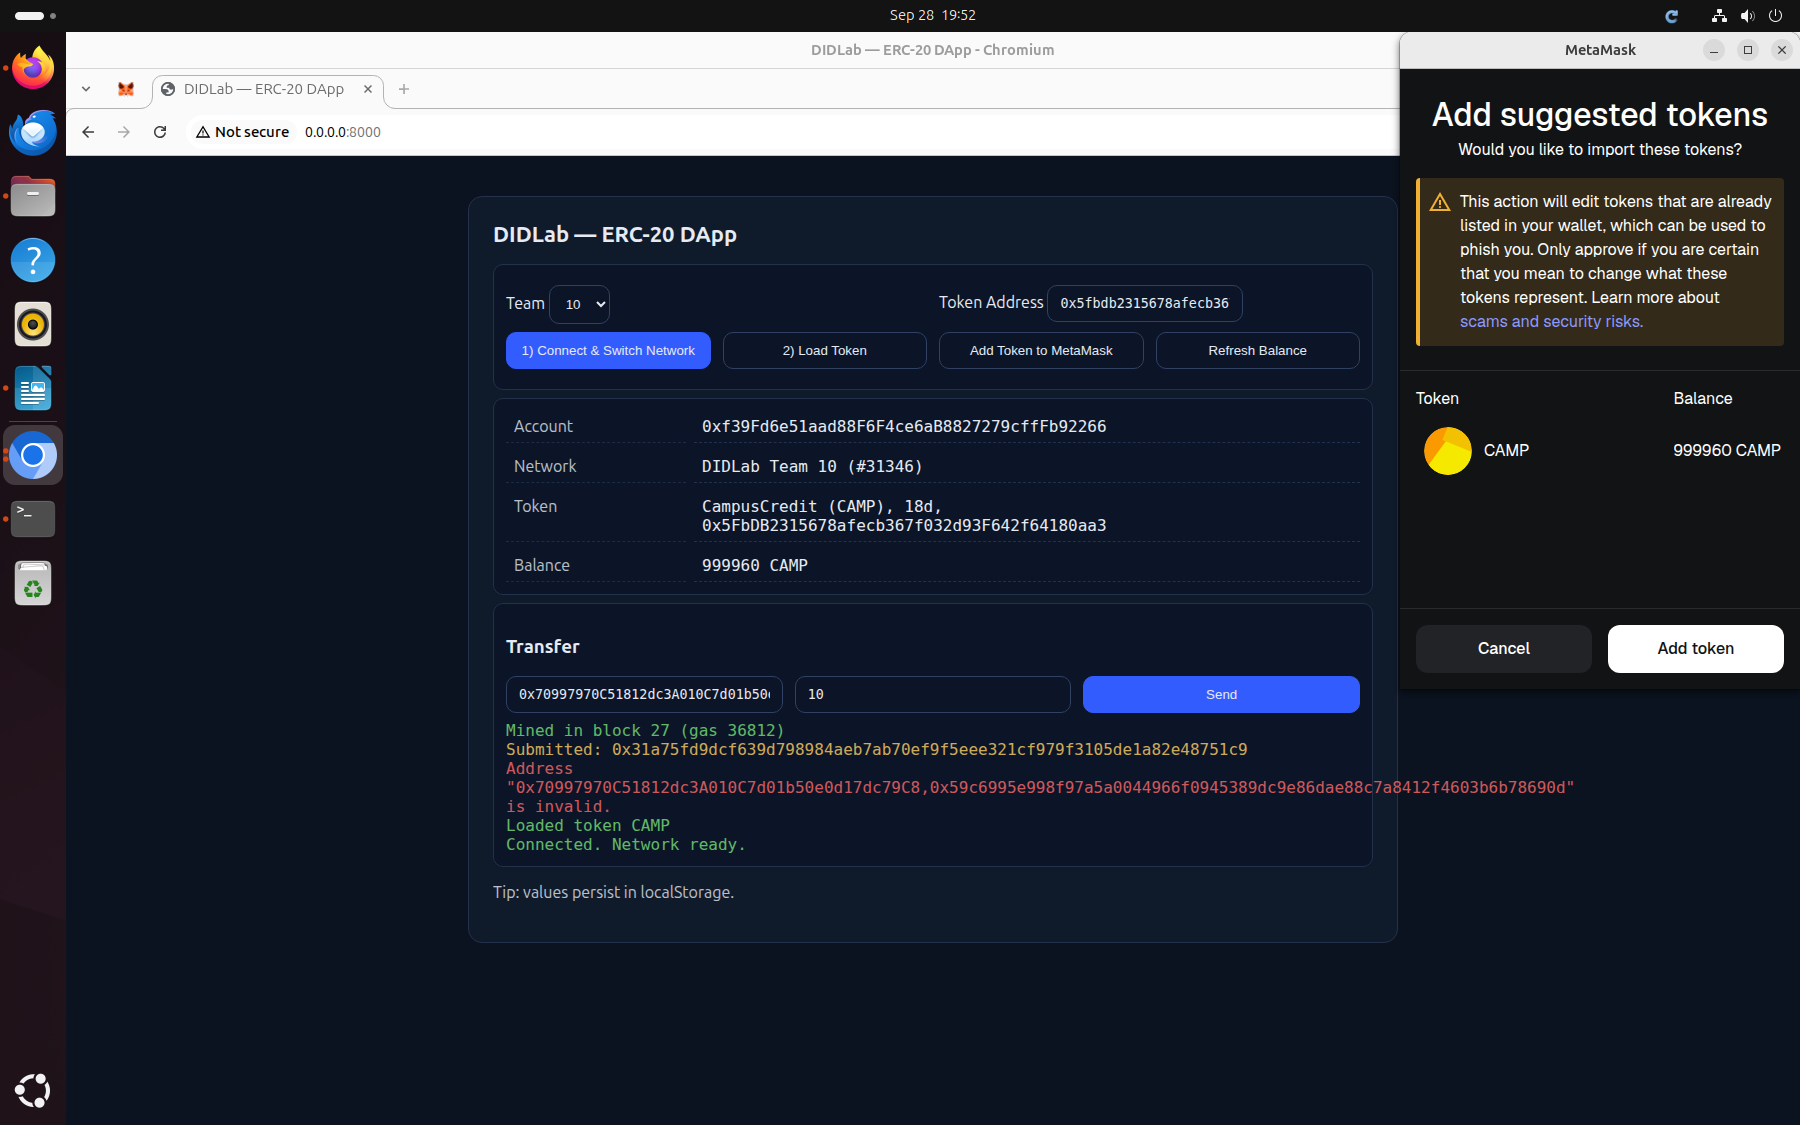 Sep 28 19:52
DIDLab — ERC-20 DApp - Chromium
DIDLab — ERC-20 DApp
Not secure 0.0.0.0:8000
DIDLab — ERC-20 DApp
Team 10
Token Address 0x5fbdb2315678afecb36
1) Connect & Switch Network
2) Load Token
Add Token to MetaMask
Refresh Balance
Account 0xf39Fd6e51aad88F6F4ce6aB8827279cffFb92266
Network DIDLab Team 10 (#31346)
Token CampusCredit (CAMP), 18d,
0x5FbDB2315678afecb367f032d93F642f64180aa3
Balance 999960 CAMP
Transfer
0x70997970C51812dc3A010C7d01b50
10
Send
Mined in block 27 (gas 36812)
Submitted: 0x31a75fd9dcf639d798984aeb7ab70ef9f5eee321cf979f3105de1a82e48751c9
Address
"0x70997970C51812dc3A010C7d01b50e0d17dc79C8,0x59c6995e998f97a5a0044966f0945389dc9e86dae88c7a8412f4603b6b78690d"
is invalid.
Loaded token CAMP
Connected. Network ready.
Tip: values persist in localStorage.
MetaMask
Add suggested tokens
Would you like to import these tokens?
This action will edit tokens that are already
listed in your wallet, which can be used to
phish you. Only approve if you are certain
that you mean to change what these
tokens represent. Learn more about
scams and security risks.
Token Balance
CAMP 999960 CAMP
Cancel
Add token